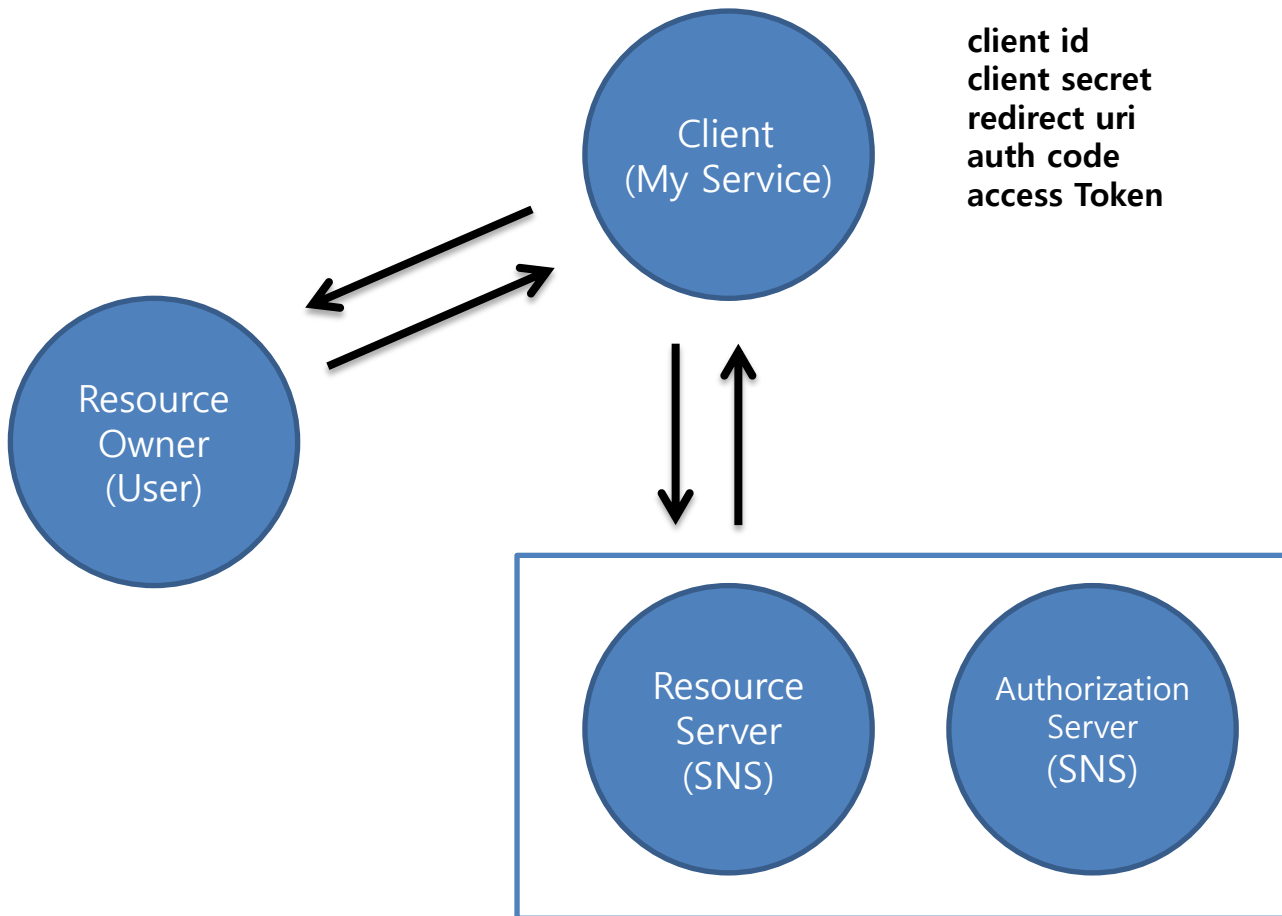 Client
(My Service)
client id
client secret
redirect uri
auth code
access Token
Resource
Owner
(User)
Resource
Server
(SNS)
Authorization
Server
(SNS)